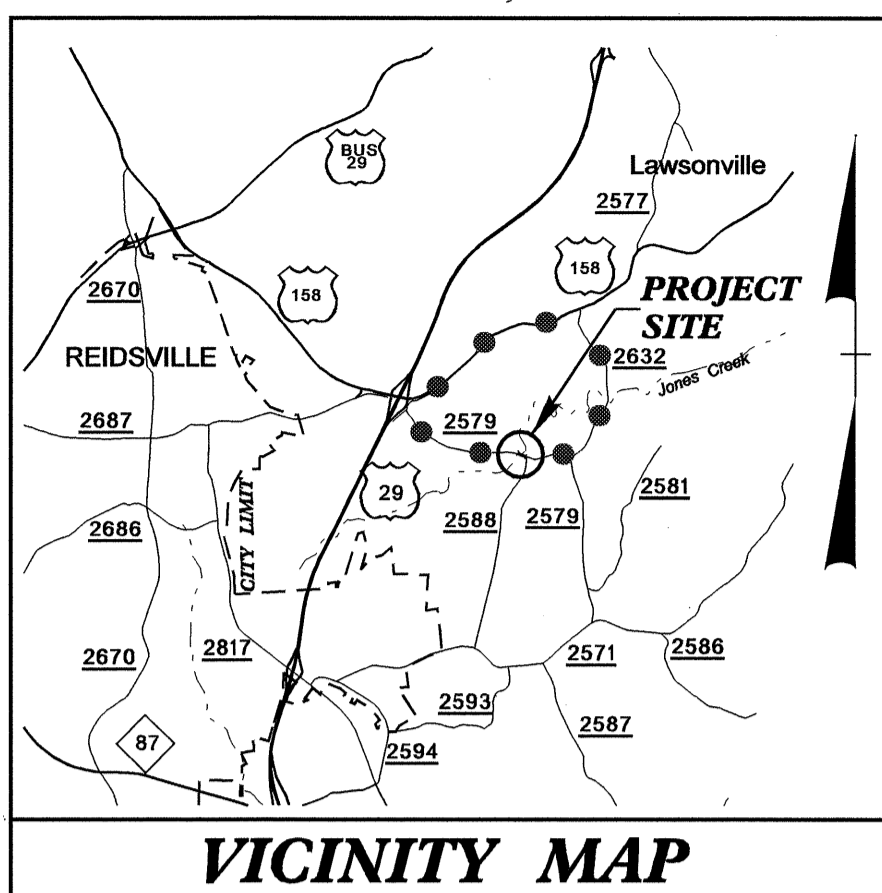 BUS
29
Lawsonville
2577
158
158
PROJECT
SITE
2670
REIDSVILLE
2632
Jones Creek
2687
2579
29
2581
CITY LIMIT
2588
2579
2686
2670
2817
2571
2586
2593
87
2594
2587
VICINITY MAP